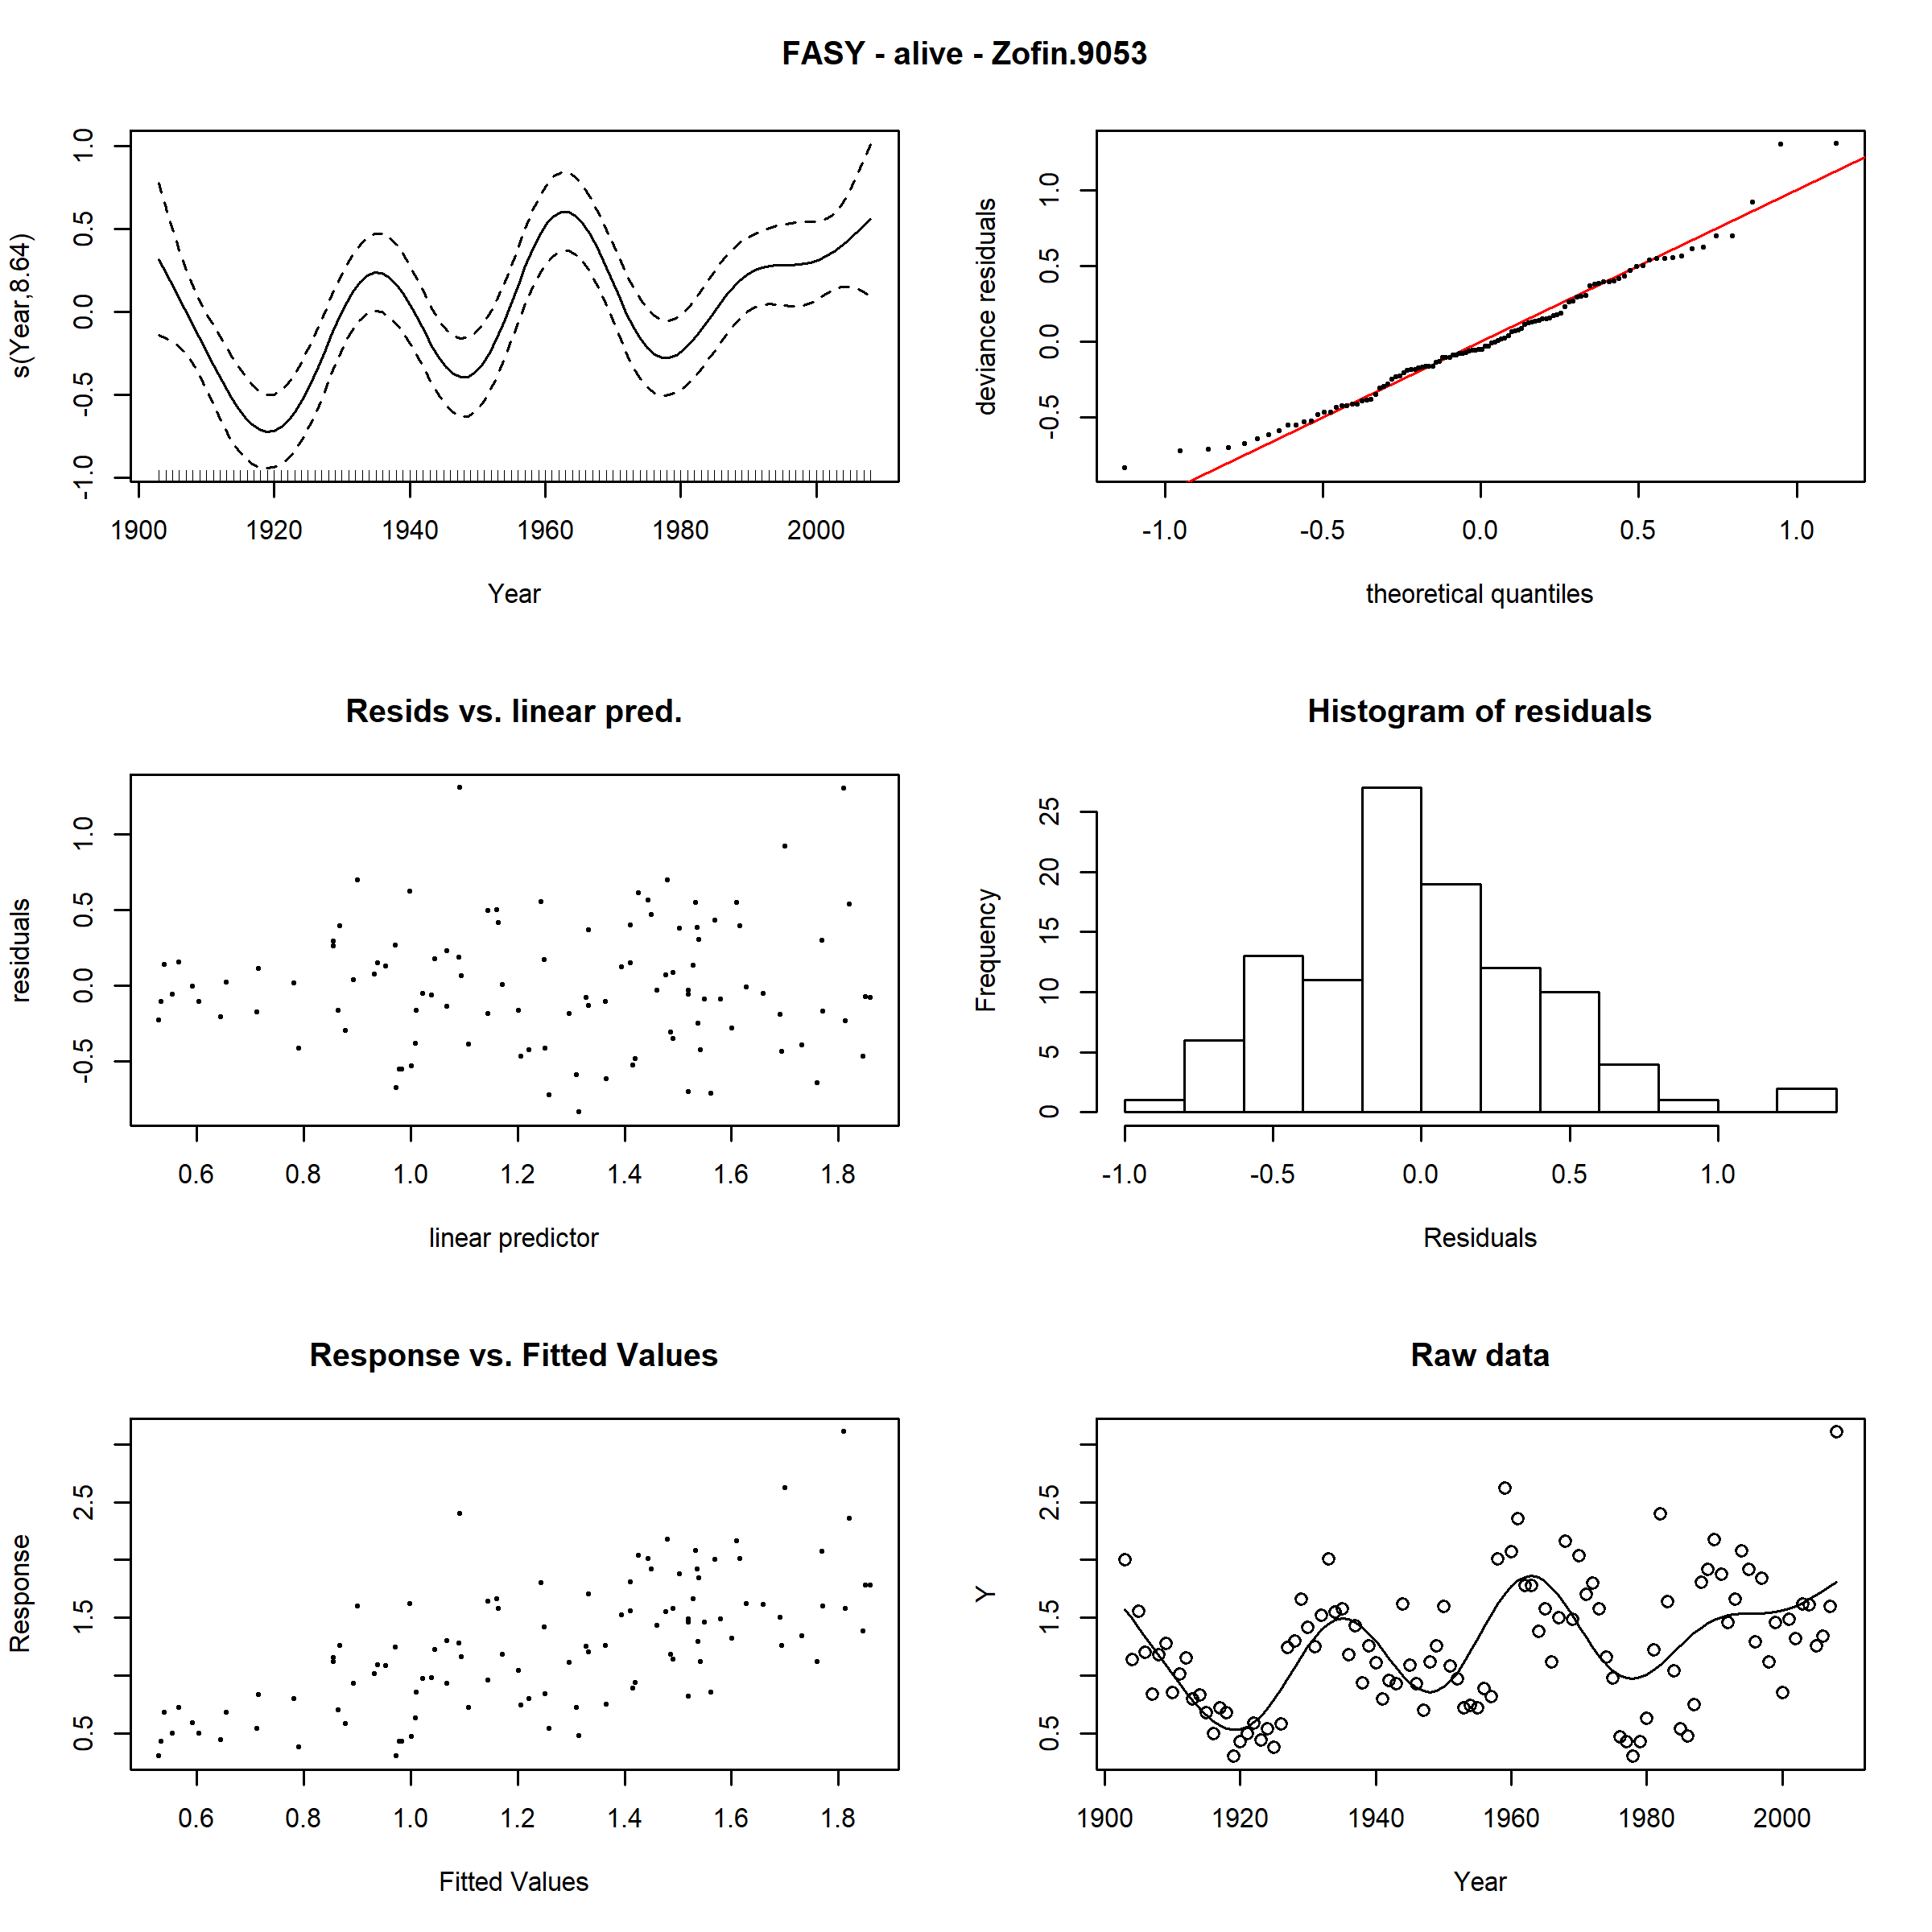 FASY - alive - Zofin.9053
s(Year,8.64)
1.0
0.5
0.0
-0.5
-1.0
1900 1920 1940 1960 1980 2000
Year
deviance residuals
1.0
0.5
0.0
-0.5
-1.0 -0.5 0.0 0.5 1.0
theoretical quantiles
Resids vs. linear pred.
residuals
1.0
0.5
0.0
-0.5
0.6 0.8 1.0 1.2 1.4 1.6 1.8
linear predictor
Histogram of residuals
Frequency
25
20
15
10
5
0
-1.0 -0.5 0.0 0.5 1.0
Residuals
Response vs. Fitted Values
Response
2.5
1.5
0.5
0.6 0.8 1.0 1.2 1.4 1.6 1.8
Fitted Values
Raw data
Y
2.5
1.5
0.5
1900 1920 1940 1960 1980 2000
Year